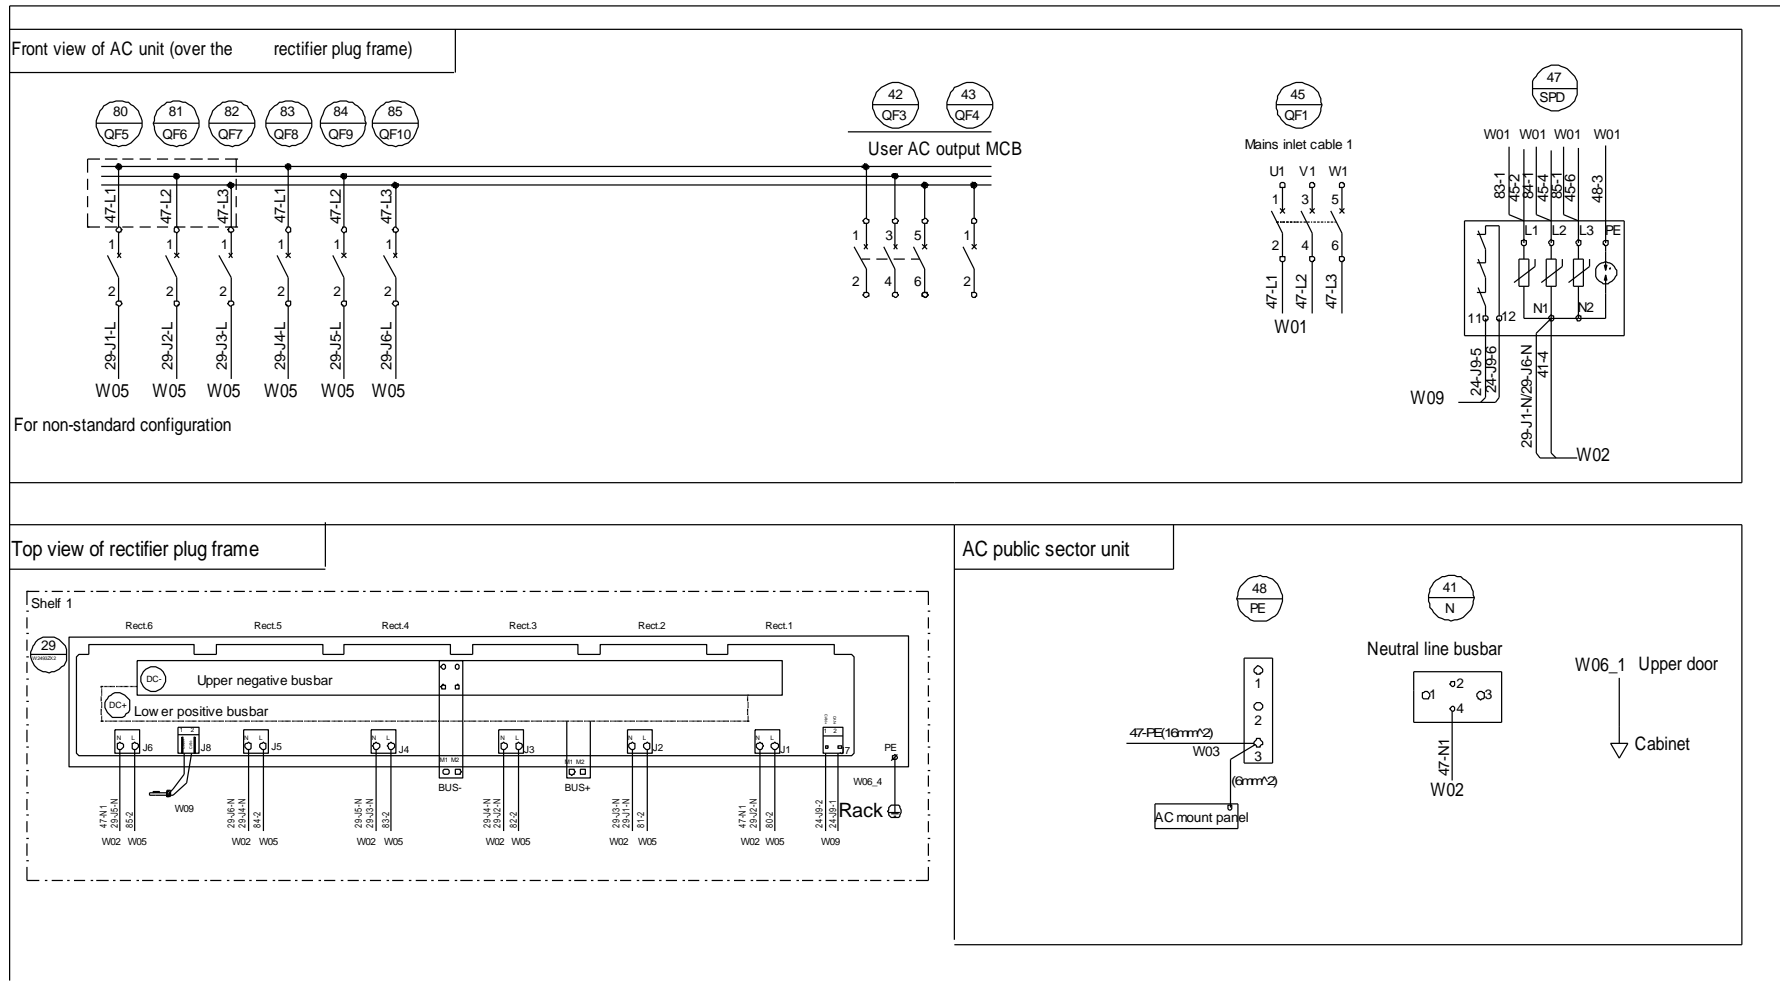 Front view of AC unit (over the rectifier plug frame)
80 81 82 83 84 85
QF5 QF6 QF7 QF8 QF9 QF10
42 43
QF3 QF4
User AC output MCB
45
QF1
Mains inlet cable 1
U1 V1 W1
47
SPD
W01 W01 W01 W01
83-1
45-2
84-1
45-4
85-1
45-6
48-3
47-L1 47-L2 47-L3 47-L1 47-L2 47-L3
1 1 1 1 1 1
2 2 2 2 2 2
29-J1-L 29-J2-L 29-J3-L 29-J4-L 29-J5-L 29-J6-L
W05 W05 W05 W05 W05 W05
1 3 5 1
2 4 6 2
1 3 5
2 4 6
47-L1 47-L2 47-L3
W01
L1 L2 L3 PE
N1 N2
11 12
24-J9-5
24-J9-6
W09
29-J1-N/29-J6-N
41-4
W02
For non-standard configuration
Top view of rectifier plug frame
Shelf 1
29
Rect.6 Rect.5 Rect.4 Rect.3 Rect.2 Rect.1
DC- Upper negative busbar
DC+ Lower positive busbar
N L J6
1 2 J8
N L J5
N L J4
N L J3
N L J2
N L J1
1 2 7
PE
M1 M2
BUS-
M1 M2
BUS+
W06_4
Rack
47-N1
29-J5-N
85-2
W09
29-J6-N
29-J4-N
84-2
29-J5-N
29-J3-N
83-2
29-J4-N
29-J2-N
82-2
29-J3-N
29-J1-N
81-2
47-N1
29-J2-N
80-2
24-J9-2
24-J9-1
W02 W05 W02 W05 W02 W05 W02 W05 W02 W05 W02 W05 W09
AC public sector unit
48
PE
1
2
3
47-PE(16mm^2)
W03
(6mm^2)
AC mount panel
41
N
Neutral line busbar
1 2 3
4
47-N1
W02
W06_1 Upper door
Cabinet